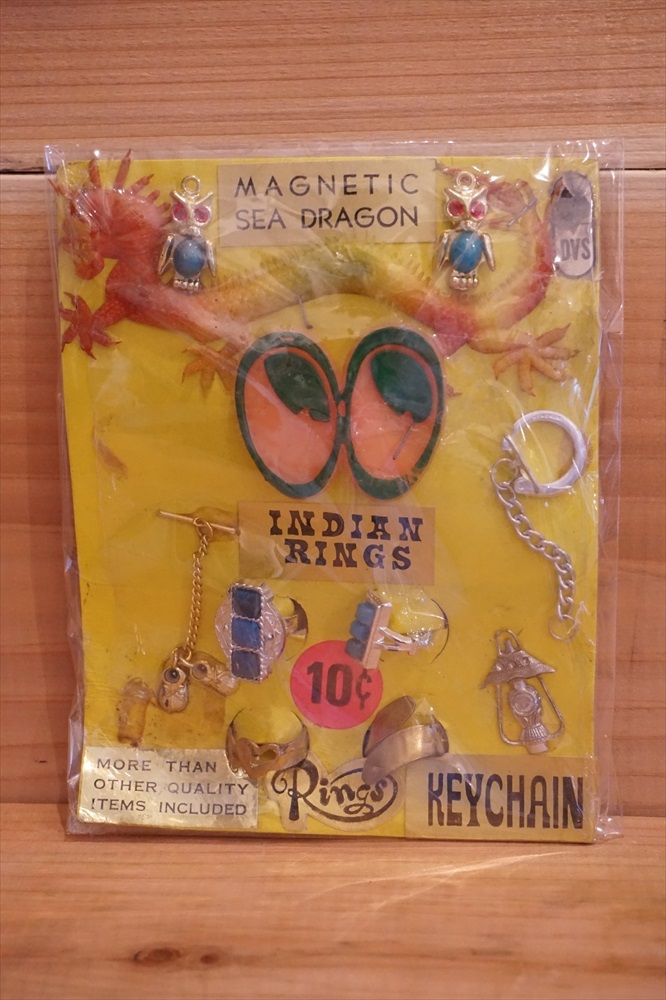 MAGNETIC
SEA DRAGON
DVS
INDIAN
RINGS
10¢
MORE THAN
OTHER QUALITY
ITEMS INCLUDED
Rings
KEYCHAIN